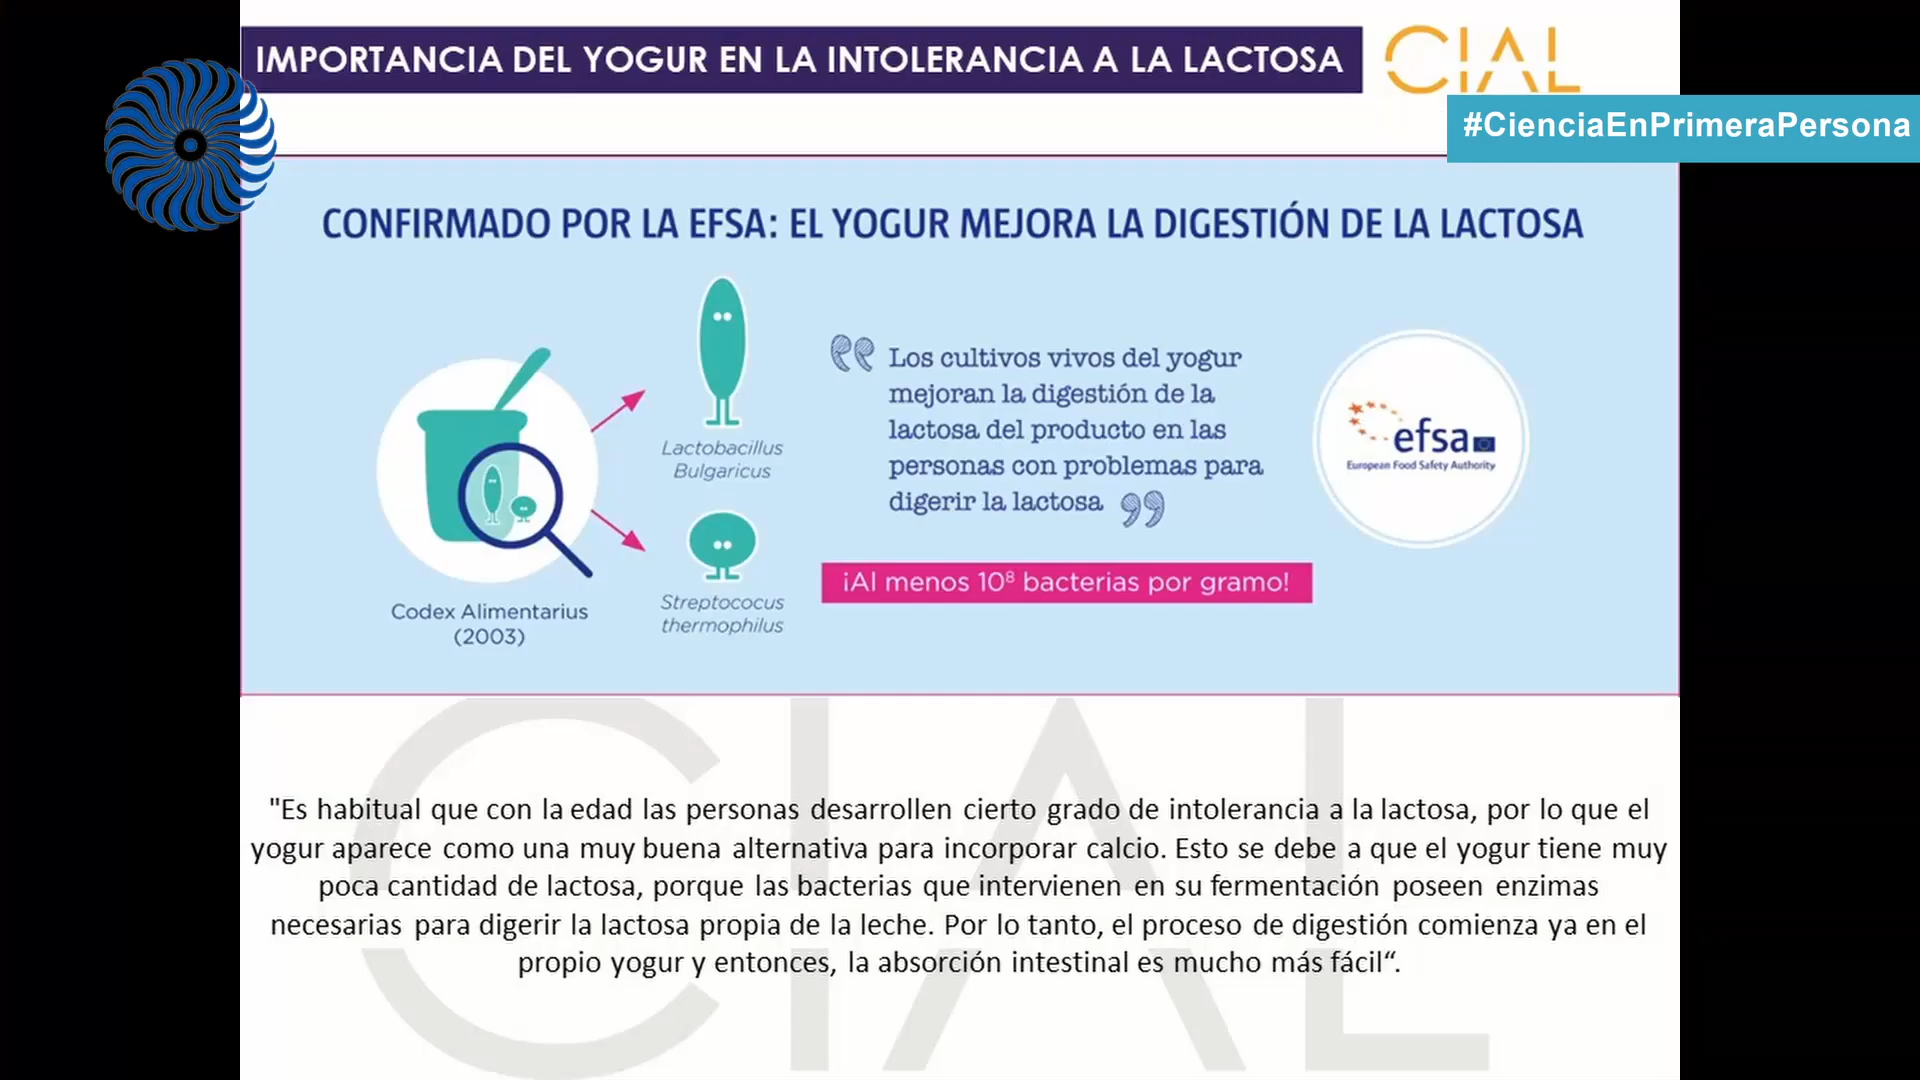 IMPORTANCIA DEL YOGUR EN LA INTOLERANCIA A LA LACTOSA
CIAL
#CienciaEnPrimeraPersona
CONFIRMADO POR LA EFSA: EL YOGUR MEJORA LA DIGESTIÓN DE LA LACTOSA
Lactobacillus
Bulgaricus
Streptococus
thermophilus
Codex Alimentarius
(2003)
“Los cultivos vivos del yogur
mejoran la digestión de la
lactosa del producto en las
personas con problemas para
digerir la lactosa”
¡Al menos 10⁸ bacterias por gramo!
efsa
European Food Safety Authority
CIAL
"Es habitual que con la edad las personas desarrollen cierto grado de intolerancia a la lactosa, por lo que el
yogur aparece como una muy buena alternativa para incorporar calcio. Esto se debe a que el yogur tiene muy
poca cantidad de lactosa, porque las bacterias que intervienen en su fermentación poseen enzimas
necesarias para digerir la lactosa propia de la leche. Por lo tanto, el proceso de digestión comienza ya en el
propio yogur y entonces, la absorción intestinal es mucho más fácil“.